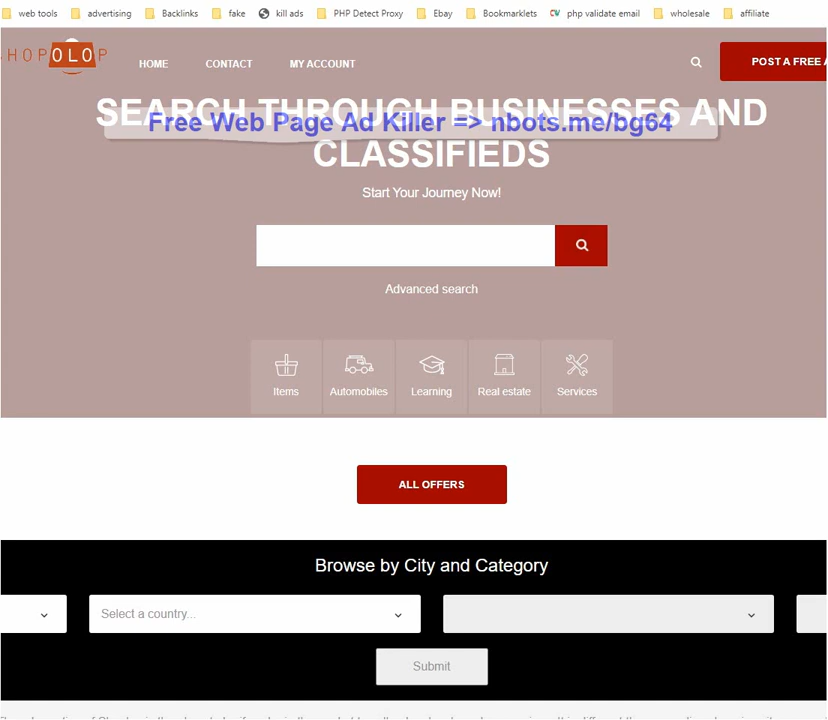 web tools advertising Backlinks fake kill ads PHP Detect Proxy Ebay Bookmarklets php validate email wholesale affiliate
HOPOLOP HOME CONTACT MY ACCOUNT POST A FREE A
SEARCH THROUGH BUSINESSES AND
Free Web Page Ad Killer => nbots.me/bg64
CLASSIFIEDS
Start Your Journey Now!
Advanced search
Items Automobiles Learning Real estate Services
ALL OFFERS
Browse by City and Category
Select a country...
Submit